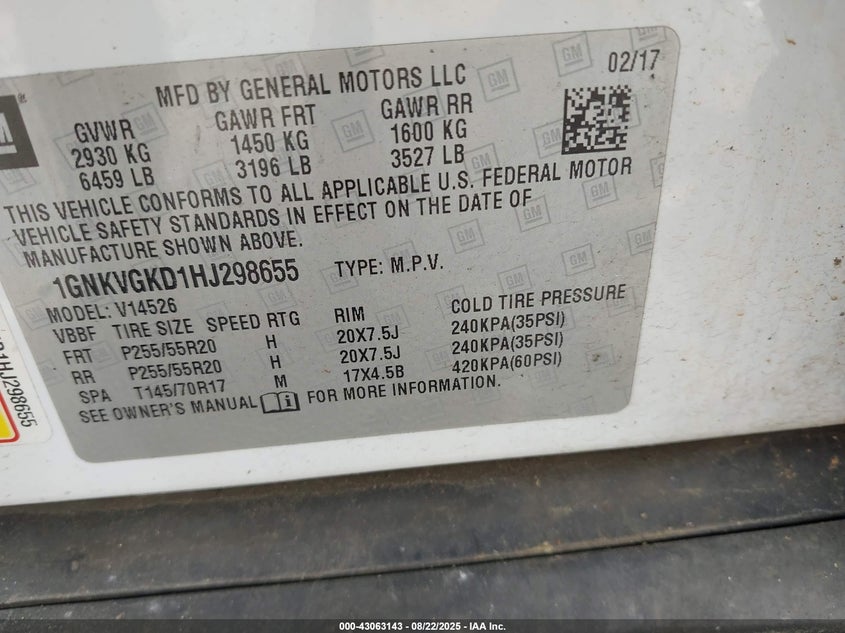 MFD BY GENERAL MOTORS LLC 02/17
GVWR GAWR FRT GAWR RR
2930 KG 1450 KG 1600 KG
6459 LB 3196 LB 3527 LB
THIS VEHICLE CONFORMS TO ALL APPLICABLE U.S. FEDERAL MOTOR
VEHICLE SAFETY STANDARDS IN EFFECT ON THE DATE OF
MANUFACTURE SHOWN ABOVE.
1GNKVGKD1HJ298655 TYPE: M.P.V.
MODEL: V14526
VBBF TIRE SIZE SPEED RTG RIM COLD TIRE PRESSURE
FRT P255/55R20 H 20X7.5J 240KPA(35PSI)
RR P255/55R20 H 20X7.5J 240KPA(35PSI)
SPA T145/70R17 M 17X4.5B 420KPA(60PSI)
SEE OWNER'S MANUAL FOR MORE INFORMATION.
1HJ298655
000-43063143 - 08/22/2025 - IAA Inc.